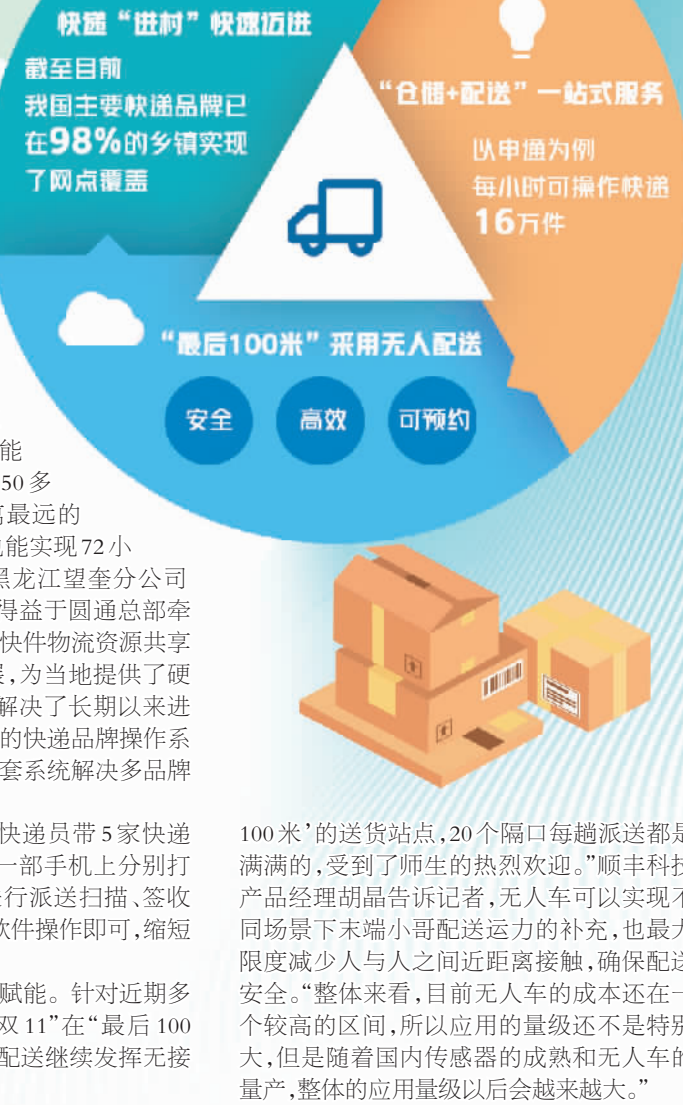 快递“进村”快速迈进
截至目前
我国主要快递品牌已
在98%的乡镇实现
了网点覆盖
“仓储+配送”一站式服务
以申通为例
每小时可操作快递
16万件
“最后100米”采用无人配送
安全
高效
可预约
能
50多
离最远的
也能实现72小
黑龙江望奎分公司
得益于圆通总部牵
快件物流资源共享
展,为当地提供了硬
解决了长期以来进
的快递品牌操作系
套系统解决多品牌
快递员带5家快递
一部手机上分别打
进行派送扫描、签收
软件操作即可,缩短
赋能。针对近期多
双11”在“最后100
配送继续发挥无接
100米’的送货站点,20个隔口每趟派送都是
满满的,受到了师生的热烈欢迎。”顺丰科技
产品经理胡晶告诉记者,无人车可以实现不
同场景下末端小哥配送运力的补充,也最大
限度减少人与人之间近距离接触,确保配送
安全。“整体来看,目前无人车的成本还在一
个较高的区间,所以应用的量级还不是特别
大,但是随着国内传感器的成熟和无人车的
量产,整体的应用量级以后会越来越大。”